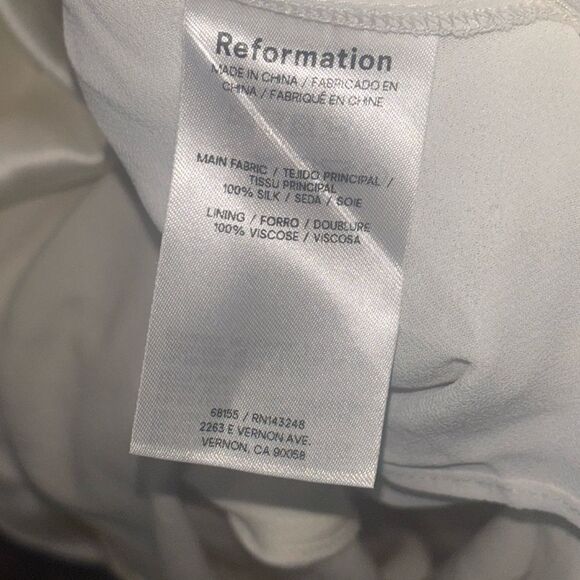 Reformation
MADE IN CHINA / FABRICADO EN
CHINA / FABRIQUÉ EN CHINE
MAIN FABRIC / TEJIDO PRINCIPAL /
TISSU PRINCIPAL
100% SILK / SEDA / SOIE
LINING / FORRO / DOUBLURE
100% VISCOSE / VISCOSA
68155 / RN143248
2263 E VERNON AVE.
VERNON, CA 90058